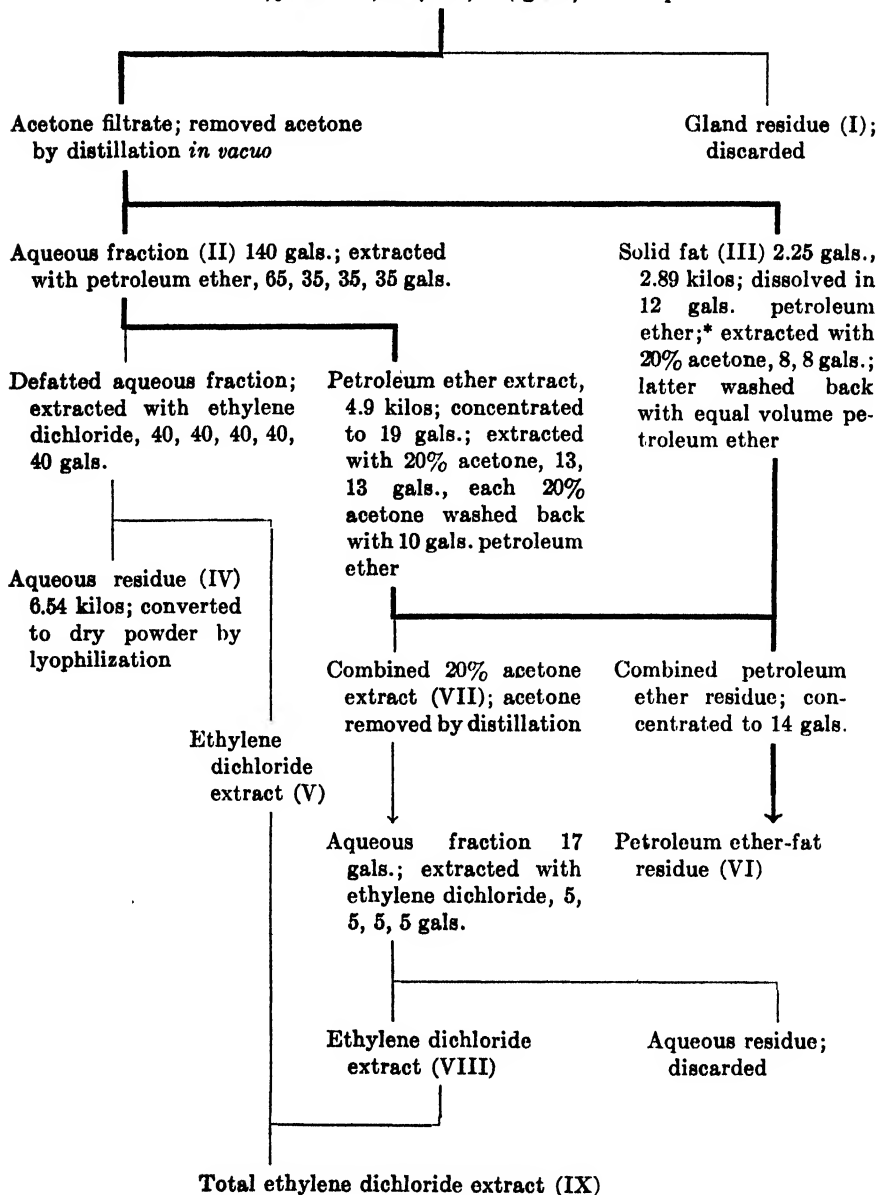 Acetone filtrate; removed acetone
by distillation in vacuo
Gland residue (I);
discarded
Aqueous fraction (II) 140 gals.; extracted
with petroleum ether, 65, 35, 35, 35 gals.
Solid fat (III) 2.25 gals.,
2.89 kilos; dissolved in
12 gals. petroleum
ether;* extracted with
20% acetone, 8, 8 gals.;
latter washed back
with equal volume pe-
troleum ether
Defatted aqueous fraction;
extracted with ethylene
dichloride, 40, 40, 40, 40,
40 gals.
Petroleum ether extract,
4.9 kilos; concentrated
to 19 gals.; extracted
with 20% acetone, 13,
13 gals., each 20%
acetone washed back
with 10 gals. petroleum
ether
Aqueous residue (IV)
6.54 kilos; converted
to dry powder by
lyophilization
Combined 20% acetone
extract (VII); acetone
removed by distillation
Combined petroleum
ether residue; con-
centrated to 14 gals.
Ethylene
dichloride
extract (V)
Aqueous fraction 17
gals.; extracted with
ethylene dichloride, 5,
5, 5, 5 gals.
Petroleum ether-fat
residue (VI)
Ethylene dichloride
extract (VIII)
Aqueous residue;
discarded
Total ethylene dichloride extract (IX)